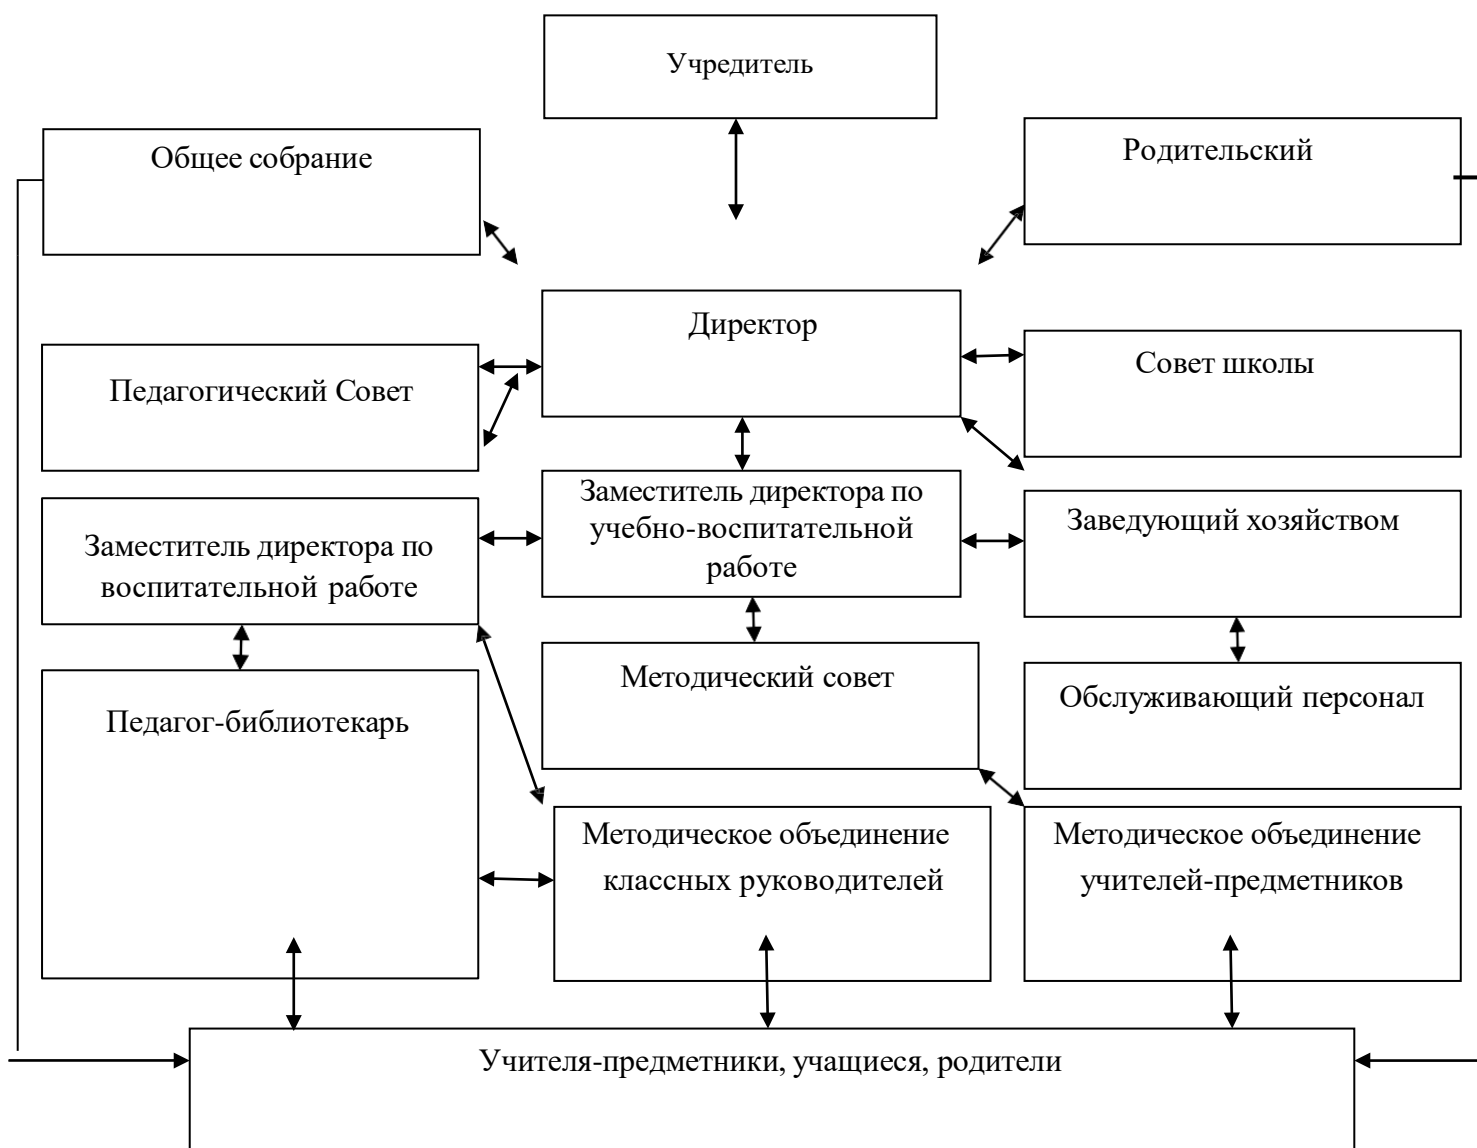 Учредитель
Общее собрание
Родительский
Директор
Педагогический Совет
Совет школы
Заместитель директора по
воспитательной работе
Заместитель директора по
учебно-воспитательной
работе
Заведующий хозяйством
Педагог-библиотекарь
Методический совет
Обслуживающий персонал
Методическое объединение
классных руководителей
Методическое объединение
учителей-предметников
Учителя-предметники, учащиеся, родители